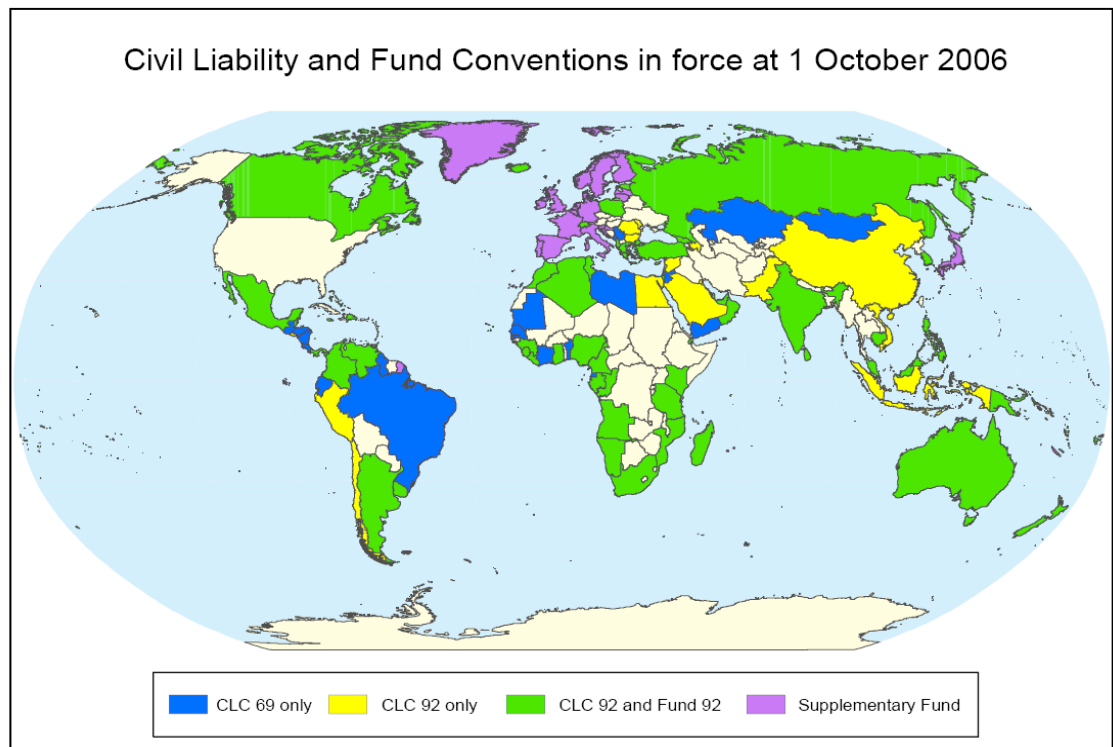 Civil Liability and Fund Conventions in force at 1 October 2006
CLC 69 only
CLC 92 only
CLC 92 and Fund 92
Supplementary Fund